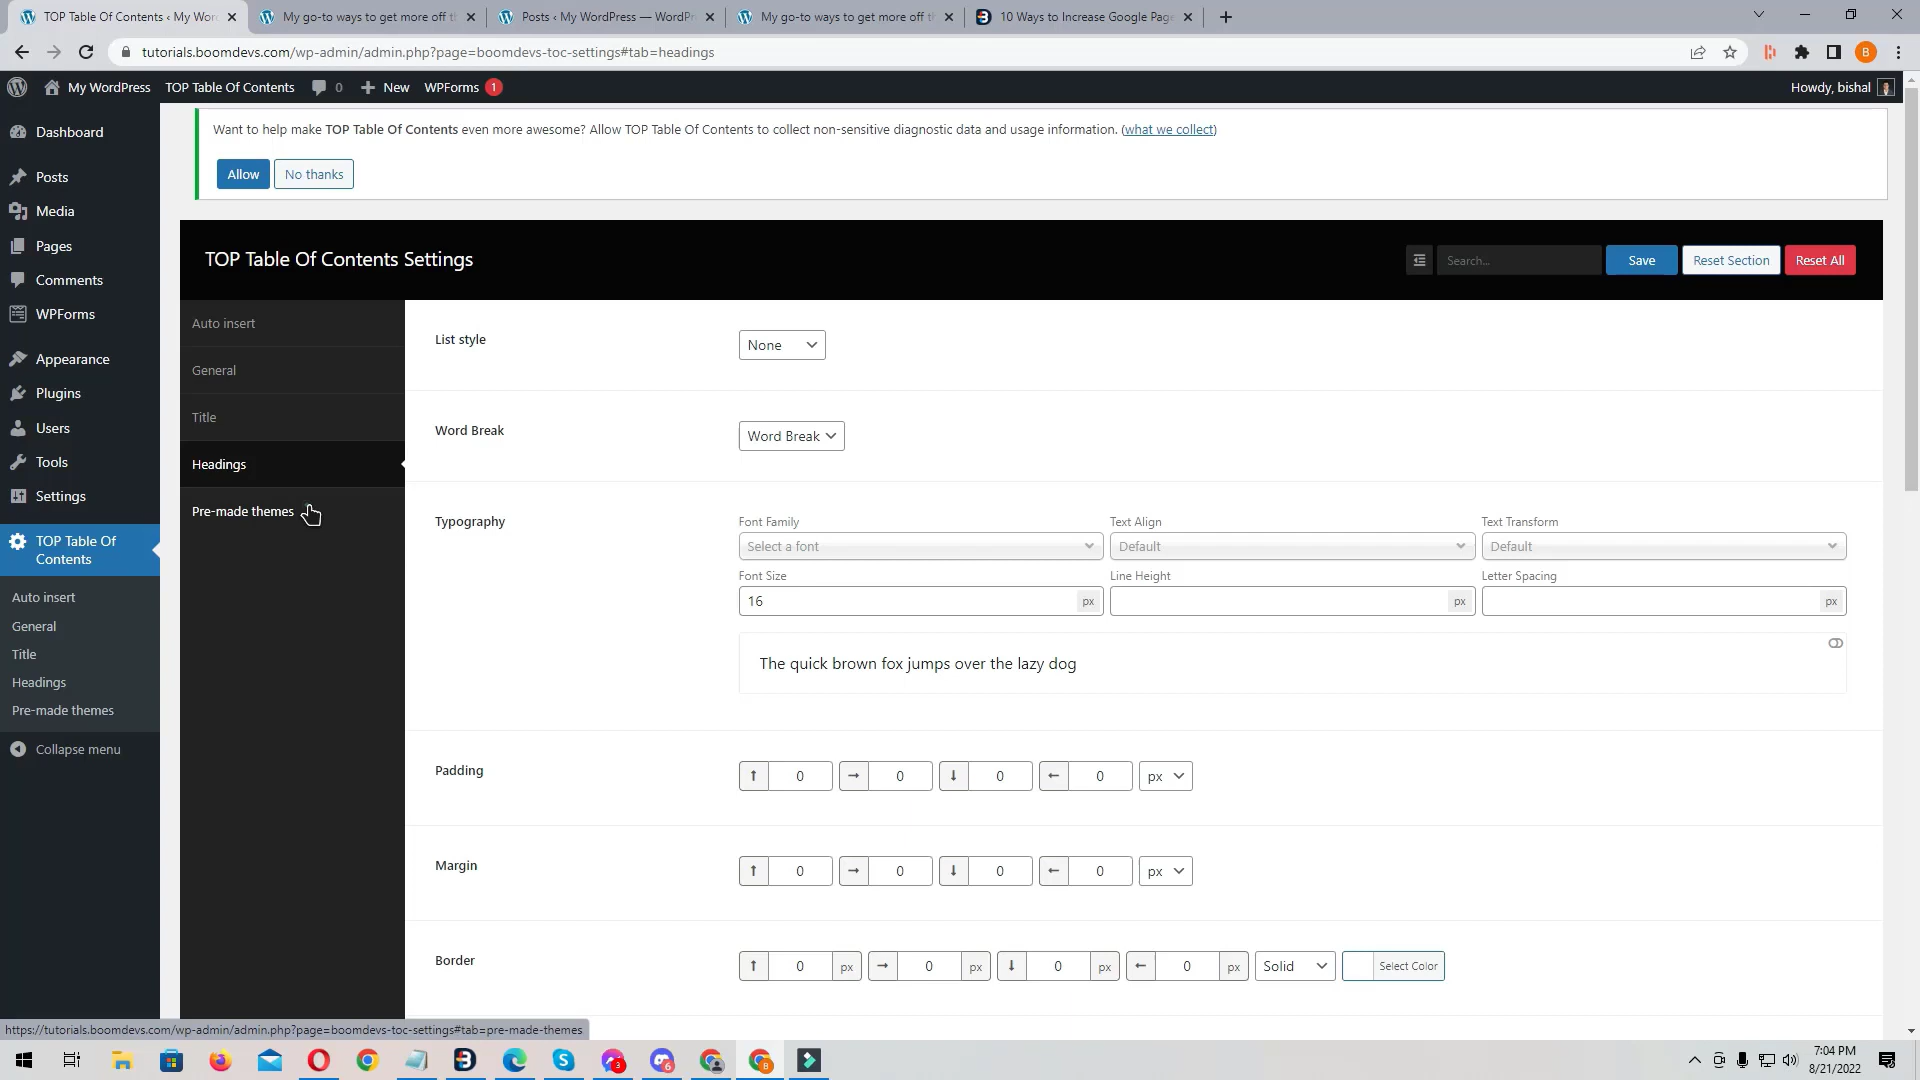 TOP Table Of Contents ‹ My Wor
My go-to ways to get more off t
Posts ‹ My WordPress — WordPr
My go-to ways to get more off t
10 Ways to Increase Google Page
tutorials.boomdevs.com/wp-admin/admin.php?page=boomdevs-toc-settings#tab=headings
B
My WordPress
TOP Table Of Contents
0
New
WPForms
1
Howdy, bishal
Dashboard
Posts
Media
Pages
Comments
WPForms
Appearance
Plugins
Users
Tools
Settings
TOP Table Of
Contents
Auto insert
General
Title
Headings
Pre-made themes
Collapse menu
Want to help make TOP Table Of Contents even more awesome? Allow TOP Table Of Contents to collect non-sensitive diagnostic data and usage information. (what we collect)
Allow
No thanks
TOP Table Of Contents Settings
Search...
Save
Reset Section
Reset All
Auto insert
General
Title
Headings
Pre-made themes
List style
None
Word Break
Word Break
Typography
Font Family
Text Align
Text Transform
Select a font
Default
Default
Font Size
Line Height
Letter Spacing
16 px
px
px
The quick brown fox jumps over the lazy dog
Padding
0 0 0 0 px
Margin
0 0 0 0 px
Border
0 px 0 px 0 px 0 px Solid Select Color
https://tutorials.boomdevs.com/wp-admin/admin.php?page=boomdevs-toc-settings#tab=pre-made-themes
7:04 PM
8/21/2022